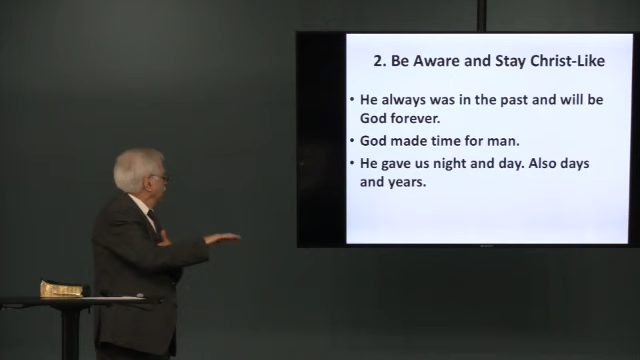 2. Be Aware and Stay Christ-Like
• He always was in the past and will be
God forever.
• God made time for man.
• He gave us night and day. Also days
and years.